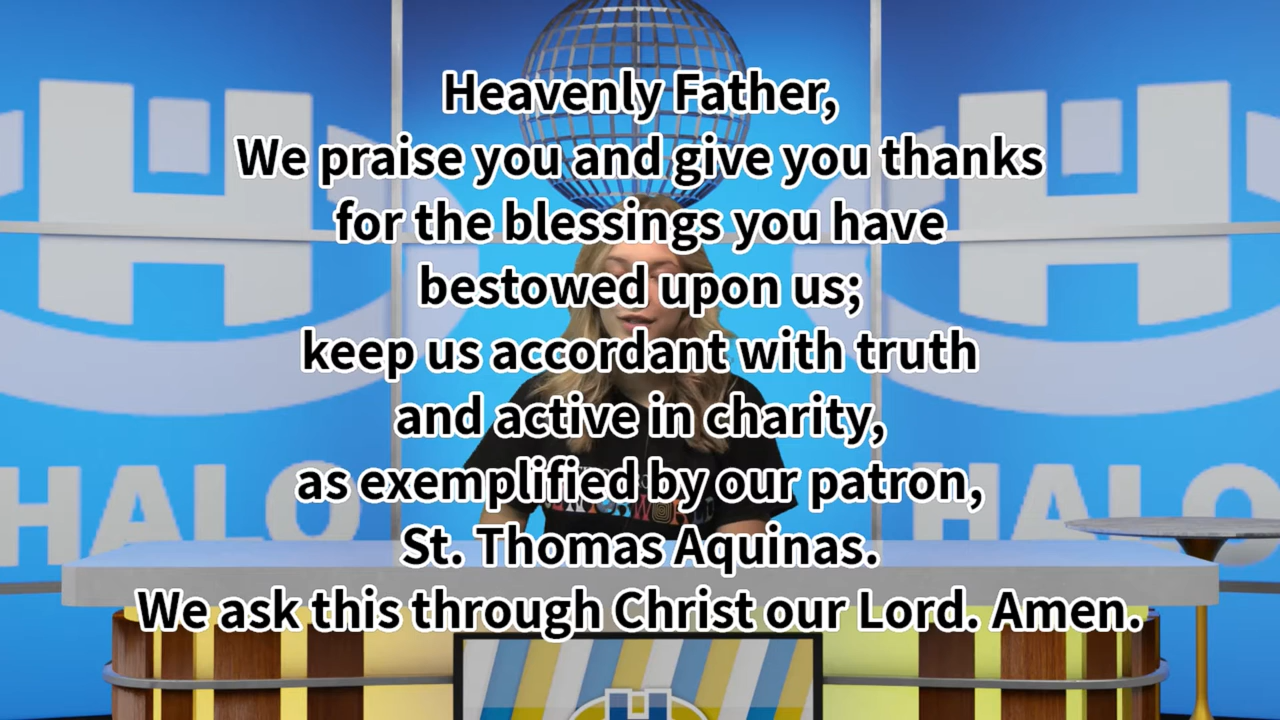 Heavenly Father,
We praise you and give you thanks
for the blessings you have
bestowed upon us;
keep us accordant with truth
and active in charity,
as exemplified by our patron,
St. Thomas Aquinas.
We ask this through Christ our Lord. Amen.
HALO
HALO